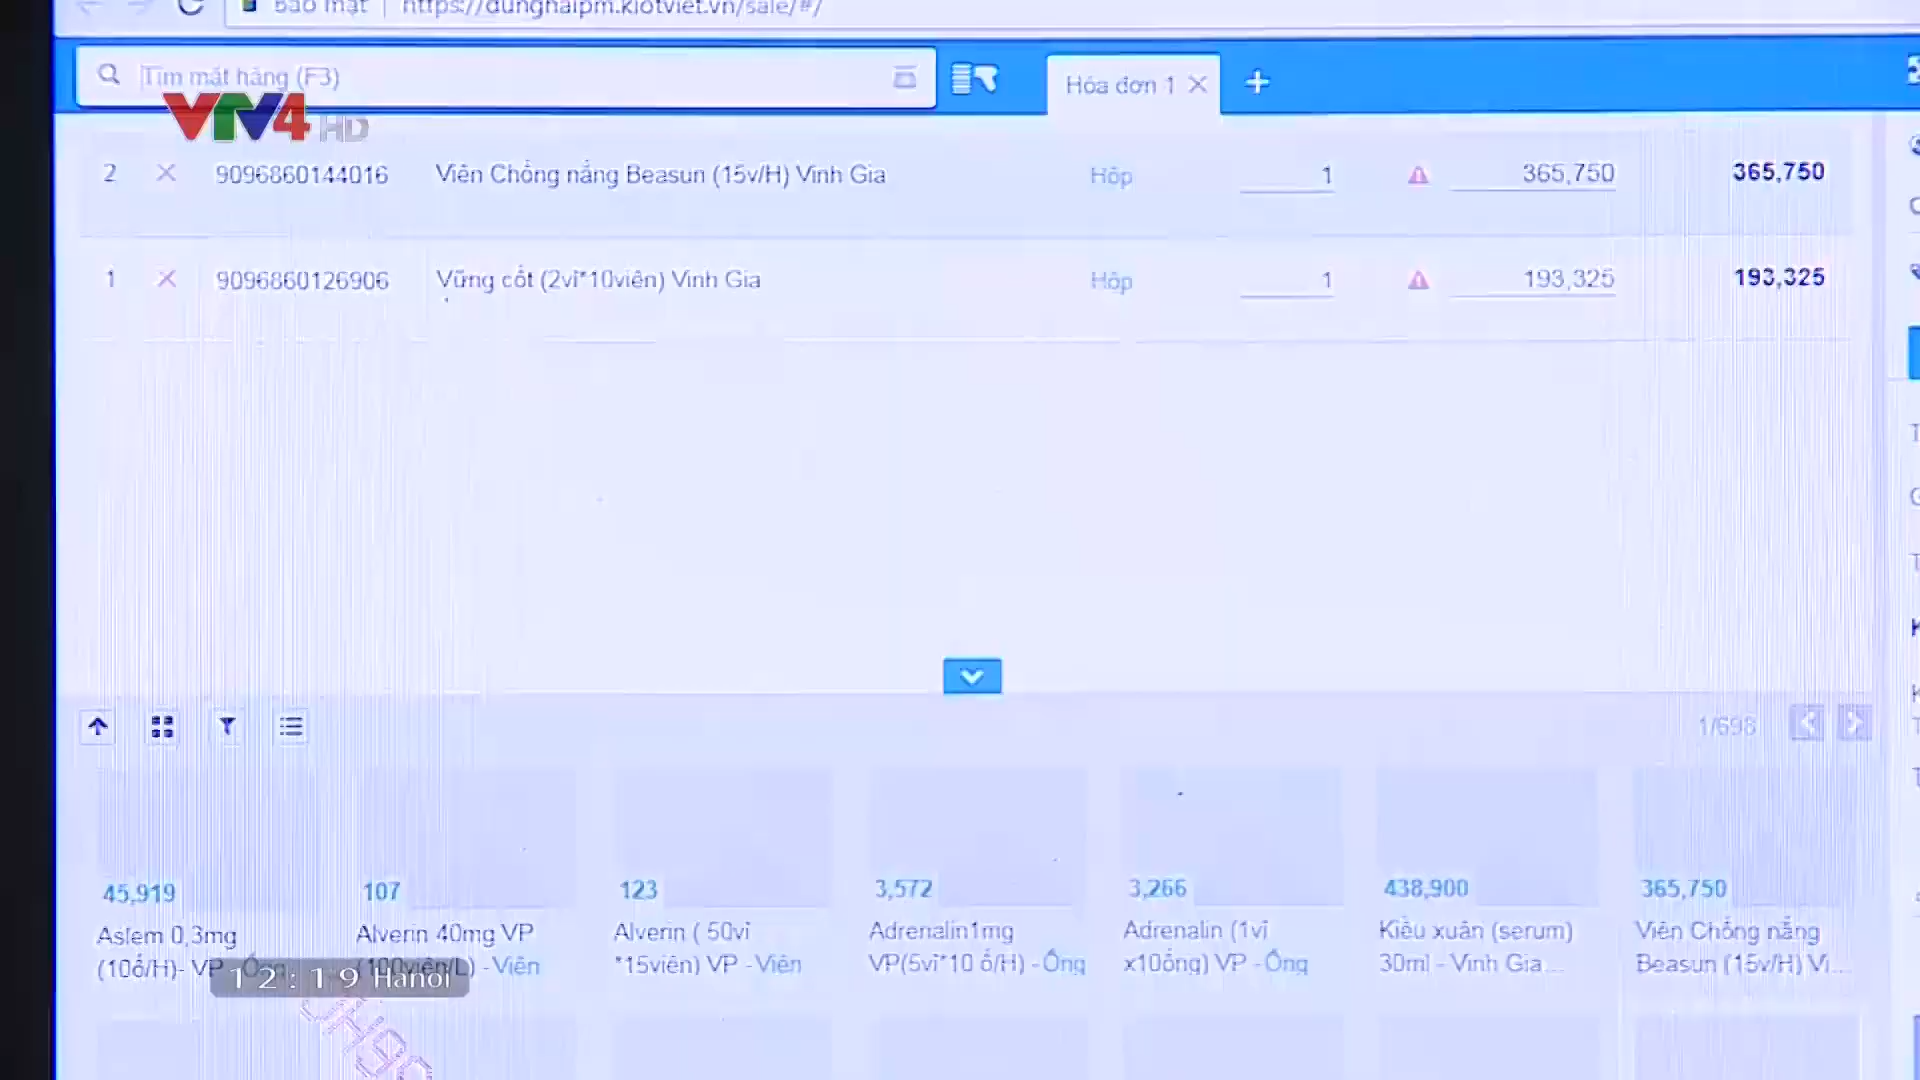 https://dunghaipm.kiotviet.vn/sale/#/
Tìm mặt hàng (F3)
Hóa đơn 1
VTV4 HD
2 9096860144016 Viên Chống nắng Beasun (15v/H) Vinh Gia Hộp 1 365,750 365,750
1 9096860126906 Vững cốt (2vỉ*10viên) Vinh Gia Hộp 1 193,325 193,325
1/698
45,919
Aslem 0,3mg
(10ố/H)- VP - Ống
107
Alverin 40mg VP
(100viên/L) - Viên
123
Alverin ( 50vỉ
*15viên) VP - Viên
3,572
Adrenalin1mg
VP(5vỉ*10 ố/H) - Ống
3,266
Adrenalin (1vỉ
x10ống) VP - Ống
438,900
Kiều xuân (serum)
30ml - Vinh Gia...
365,750
Viên Chống nắng
Beasun (15v/H) Vi...
12:19 Hanoi